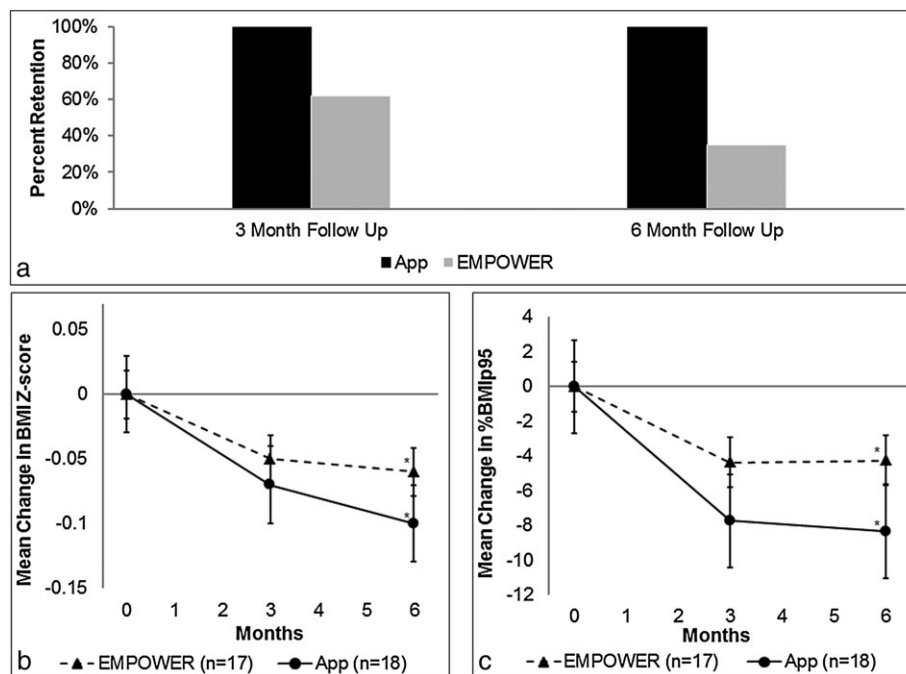 100%
80%
60%
40%
20%
0%
Percent Retention
3 Month Follow Up 6 Month Follow Up
App EMPOWER
a
0.05
0
-0.05
-0.1
-0.15
Mean Change In BMIZ-score
*
*
0 1 2 3 4 5 6
Months
EMPOWER (n=17) App (n=18)
b
4
2
0
-2
-4
-6
-8
-10
-12
Mean Change in %BMIp95
*
*
0 1 2 3 4 5 6
Months
EMPOWER (n=17) App (n=18)
c